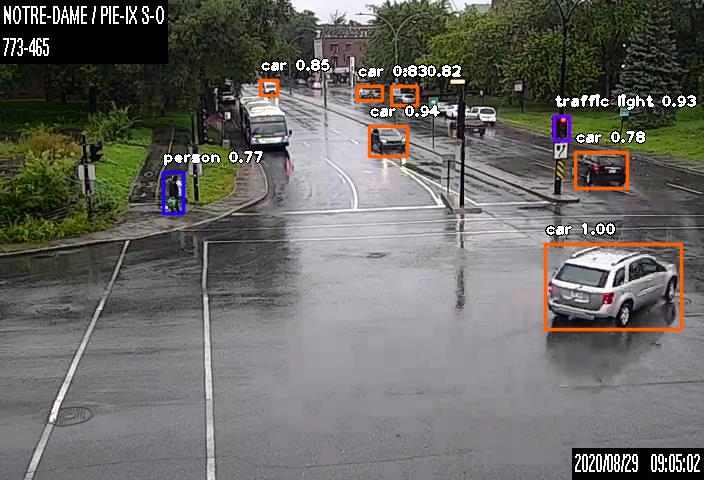 NOTRE-DAME / PIE-IX S-O
773-465
car 0.85
car 0.830.82
car 0.94
traffic light 0.93
car 0.78
person 0.77
car 1.00
2020/08/29 09:05:02